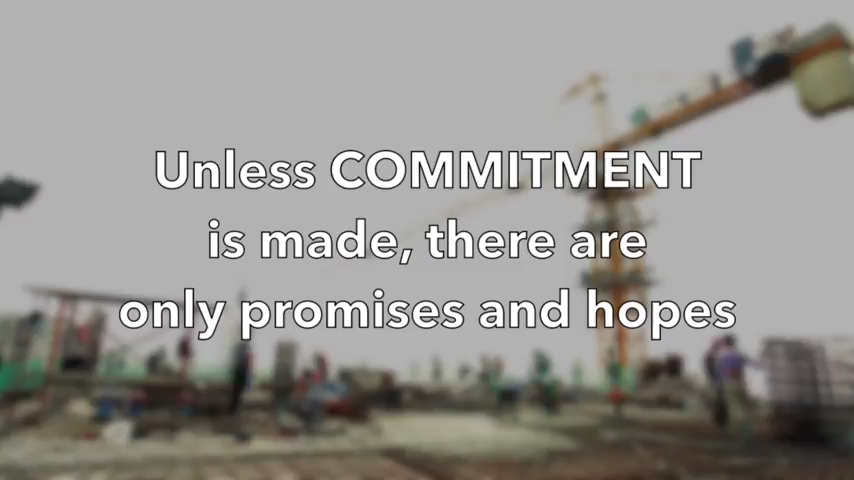 Unless COMMITMENT
is made, there are
only promises and hopes